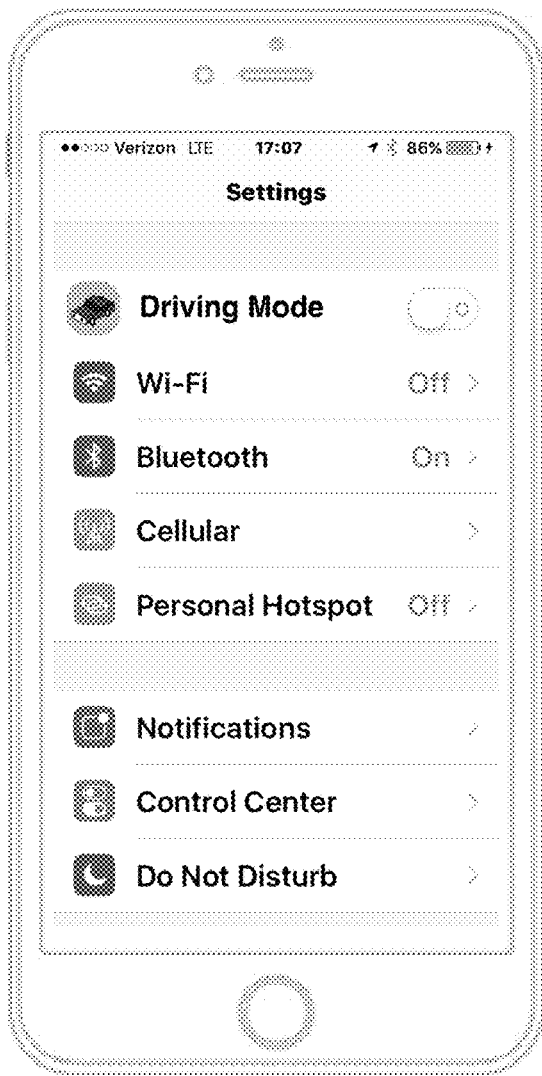 Verizon LTE 17:07 86%
Settings
Driving Mode
Wi-Fi Off
Bluetooth On
Cellular
Personal Hotspot Off
Notifications
Control Center
Do Not Disturb